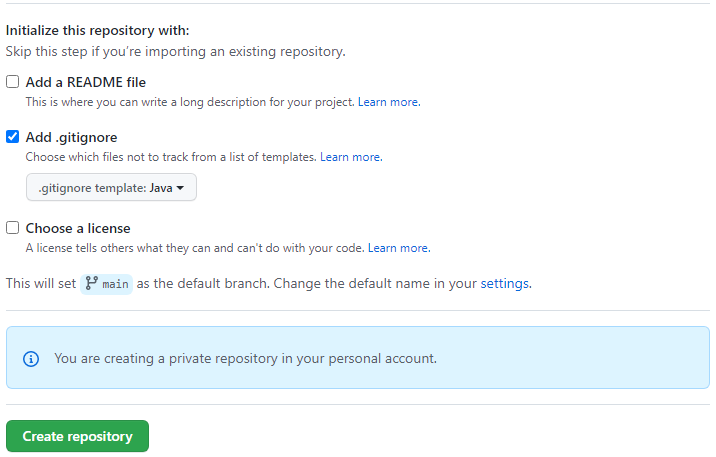 Initialize this repository with:
Skip this step if you're importing an existing repository.
Add a README file
This is where you can write a long description for your project. Learn more.
Add .gitignore
Choose which files not to track from a list of templates. Learn more.
.gitignore template: Java
Choose a license
A license tells others what they can and can't do with your code. Learn more.
This will set main as the default branch. Change the default name in your settings.
You are creating a private repository in your personal account.
Create repository